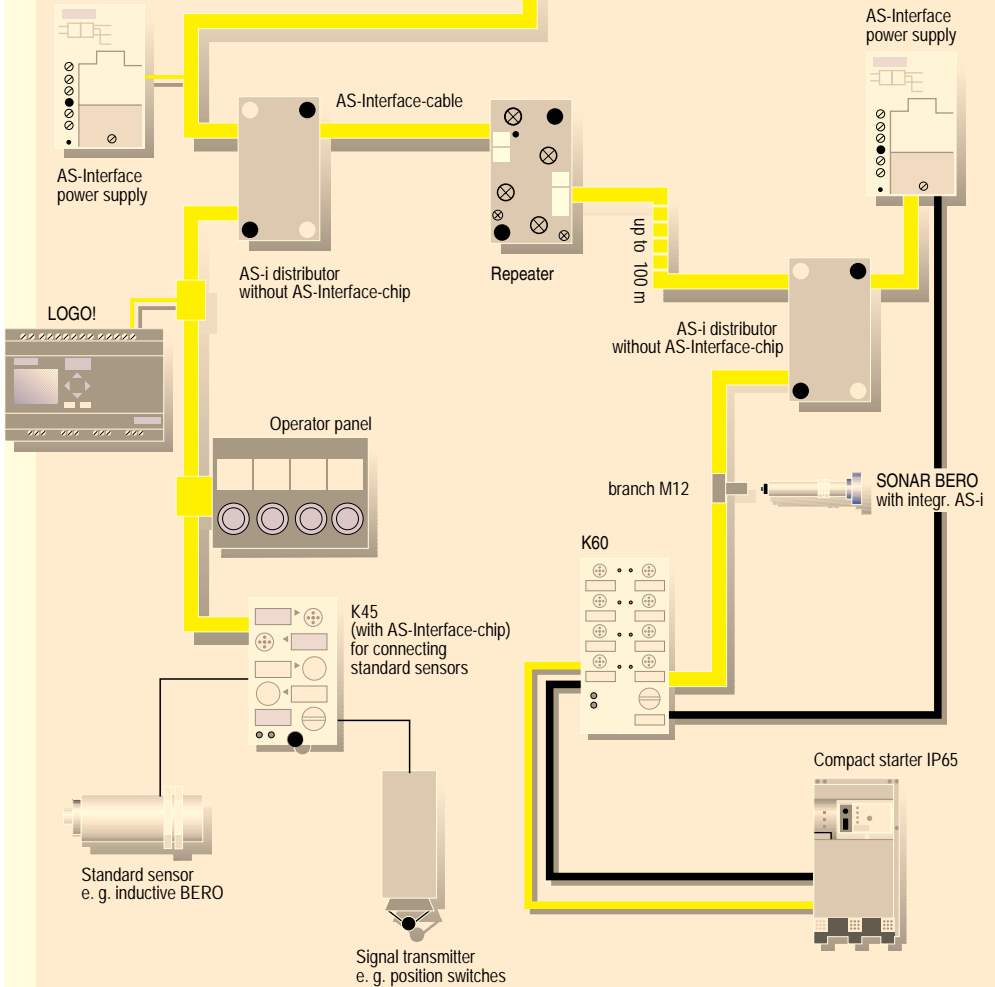 AS-Interface
power supply
AS-Interface
power supply
AS-Interface-cable
up to 100 m
AS-i distributor
without AS-Interface-chip
Repeater
LOGO!
AS-i distributor
without AS-Interface-chip
Operator panel
branch M12
SONAR BERO
with integr. AS-i
K60
K45
(with AS-Interface-chip)
for connecting
standard sensors
Compact starter IP65
Standard sensor
e. g. inductive BERO
Signal transmitter
e. g. position switches